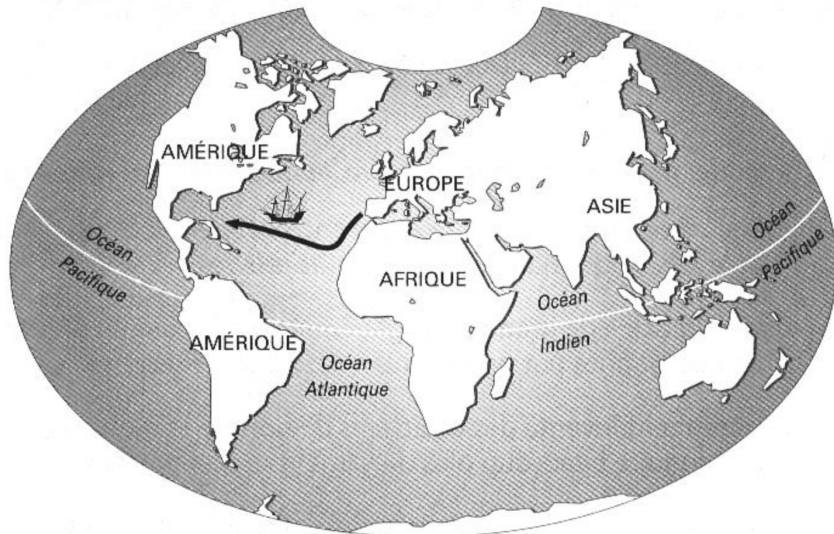 AMÉRIQUE
EUROPE
ASIE
Océan
Pacifique
AFRIQUE
Océan
Indien
Océan
Pacifique
AMÉRIQUE
Océan
Atlantique